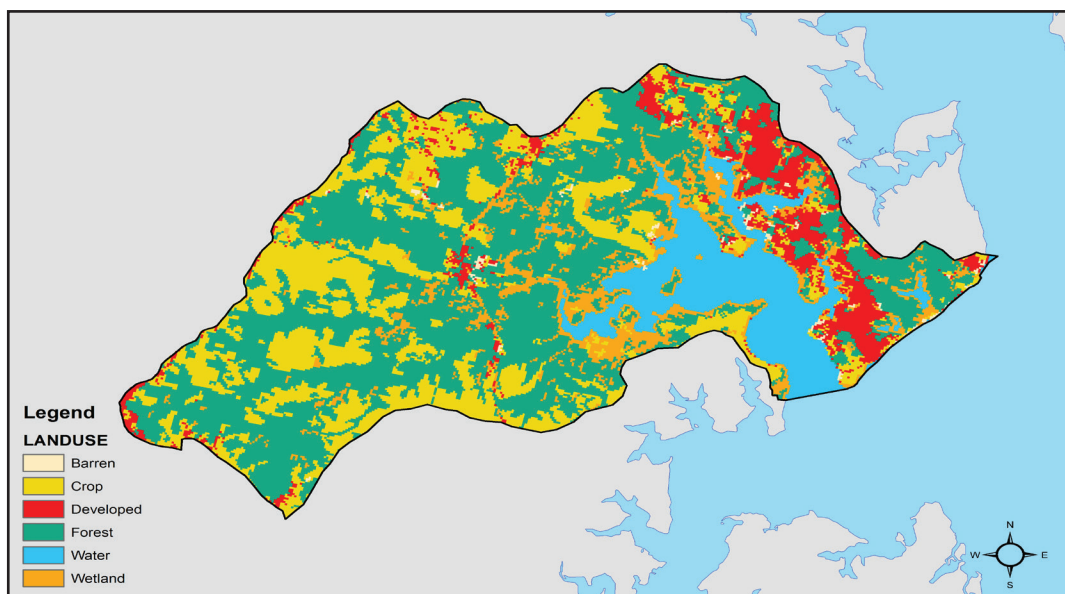 Legend
LANDUSE
Barren
Crop
Developed
Forest
Water
Wetland
N
W E
S